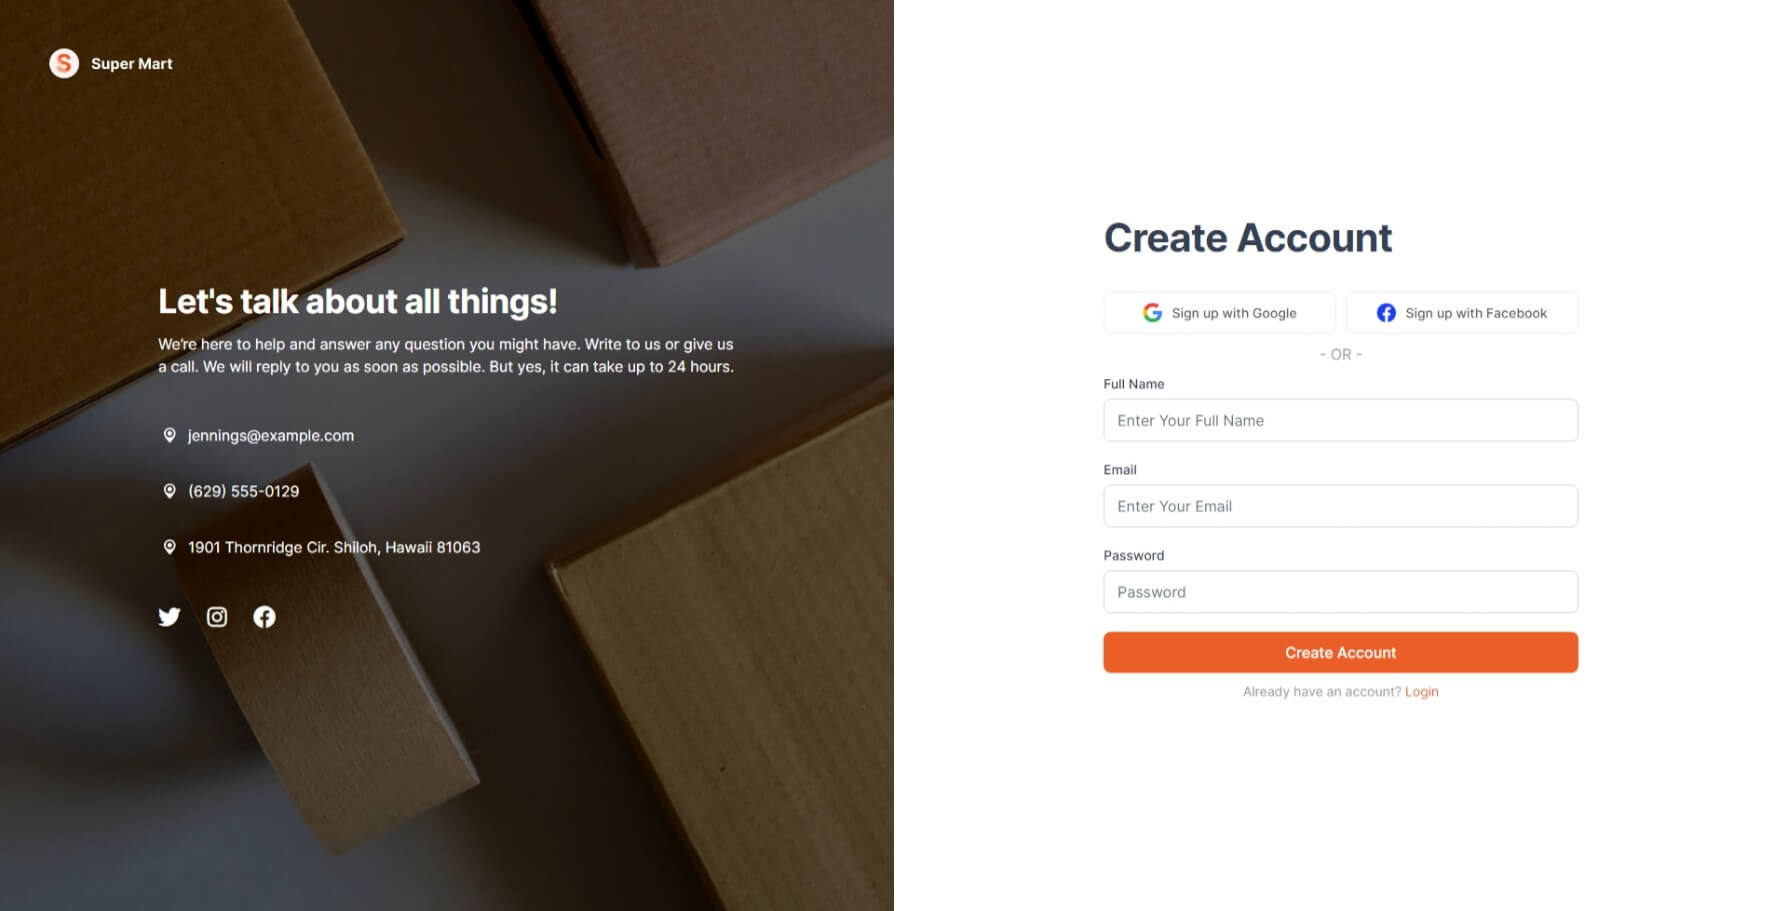 S
Super Mart
Let's talk about all things!
We're here to help and answer any question you might have. Write to us or give us
a call. We will reply to you as soon as possible. But yes, it can take up to 24 hours.
jennings@example.com
(629) 555-0129
1901 Thornridge Cir. Shiloh, Hawaii 81063
Create Account
Sign up with Google
Sign up with Facebook
- OR -
Full Name
Enter Your Full Name
Email
Enter Your Email
Password
Password
Create Account
Already have an account? Login